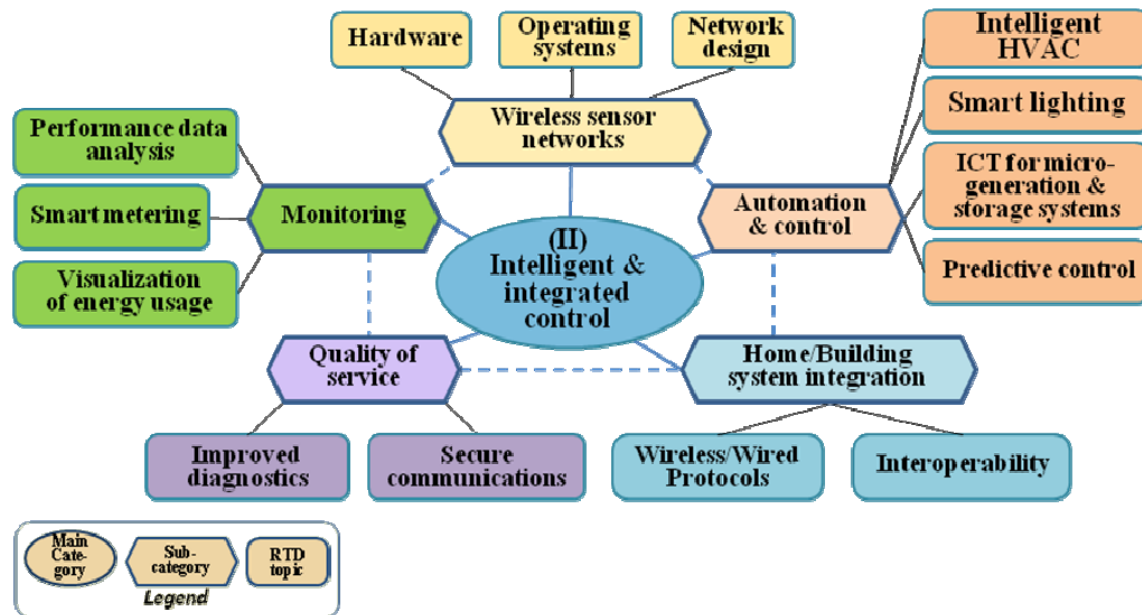 Hardware
Operating
systems
Network
design
Intelligent
HVAC
Performance data
analysis
Wireless sensor
networks
Smart lighting
Smart metering
Monitoring
Automation
& control
ICT for micro-
generation &
storage systems
Visualization
of energy usage
(II)
Intelligent &
integrated
control
Predictive control
Quality of
service
Home/Building
system integration
Improved
diagnostics
Secure
communications
Wireless/Wired
Protocols
Interoperability
Main
Cate-
gory
Sub-
category
RTD
topic
Legend